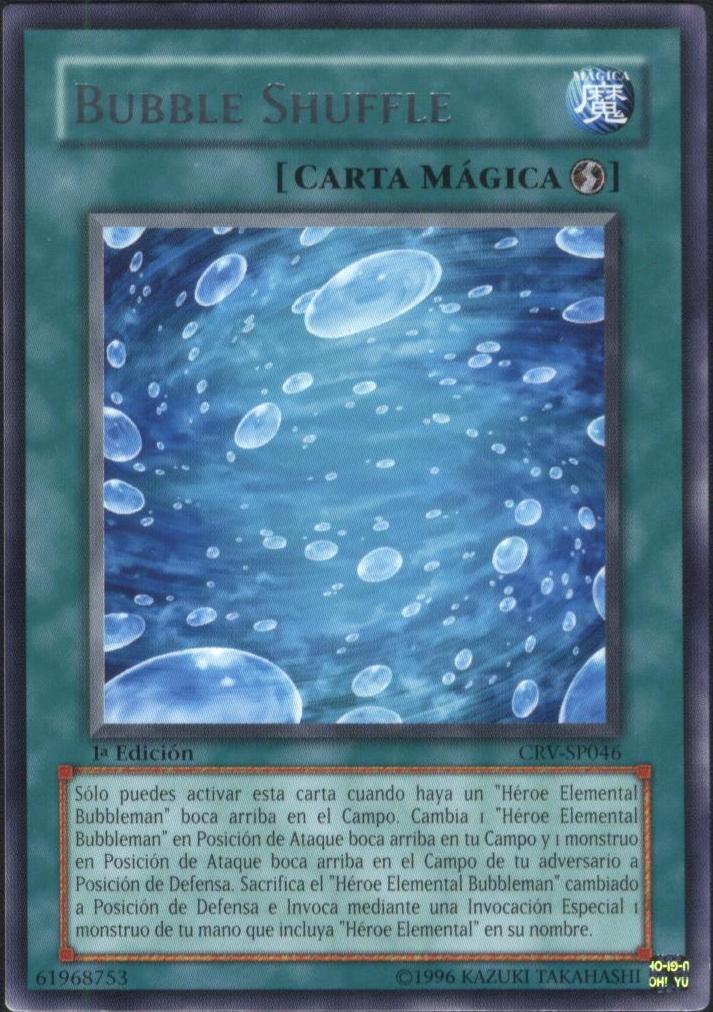 BUBBLE SHUFFLE
MÁGICA
魔
[CARTA MÁGICA]
1ª Edición
CRV-SP046
Sólo puedes activar esta carta cuando haya un "Héroe Elemental
Bubbleman" boca arriba en el Campo. Cambia 1 "Héroe Elemental
Bubbleman" en Posición de Ataque boca arriba en tu Campo y 1 monstruo
en Posición de Ataque boca arriba en el Campo de tu adversario a
Posición de Defensa. Sacrifica el "Héroe Elemental Bubbleman" cambiado
a Posición de Defensa e Invoca mediante una Invocación Especial 1
monstruo de tu mano que incluya "Héroe Elemental" en su nombre.
61968753
©1996 KAZUKI TAKAHASHI
OH! YU